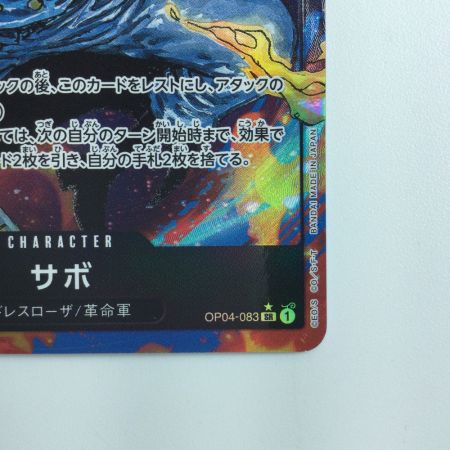 ックの後、このカードをレストにし、アタックの
)
ては、次の自分のターン開始時まで、効果で
ド2枚を引き、自分の手札2枚を捨てる。
CHARACTER
サボ
ドレスローザ/革命軍
OP04-083 SR 1
CEO/S CO/S・F・T BANDAI MADE IN JAPAN